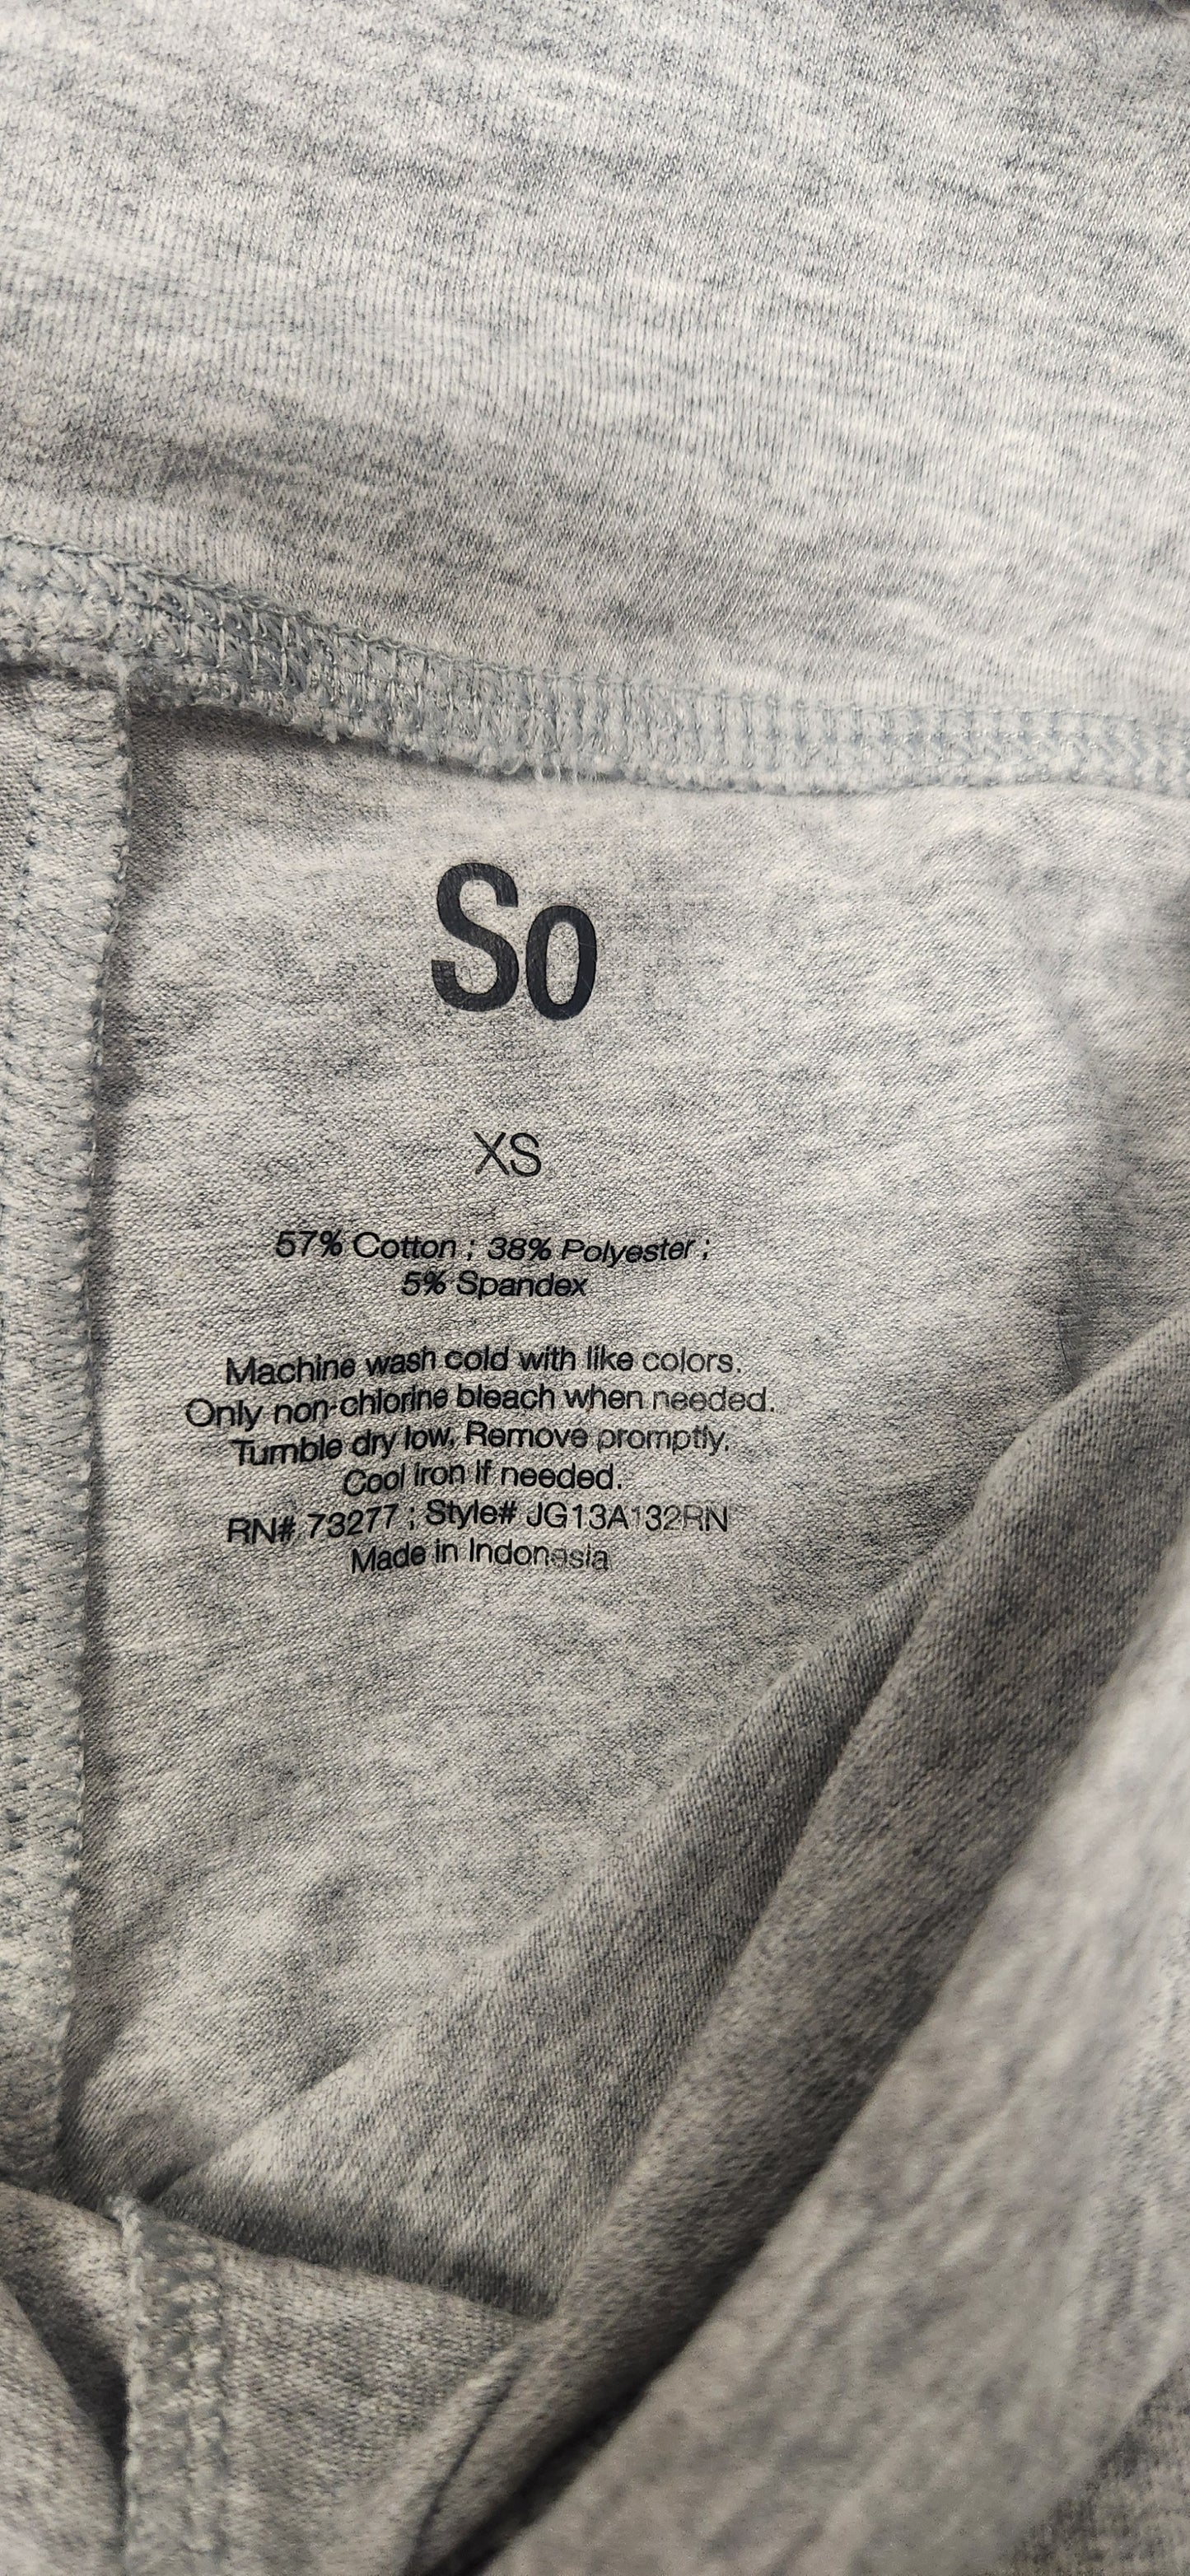 So
XS
57% Cotton ; 38% Polyester ;
5% Spandex
Machine wash cold with like colors.
Only non-chlorine bleach when needed.
Tumble dry low, Remove promptly.
Cool iron if needed.
RN# 73277 ; Style# JG13A132RN
Made in Indonesia